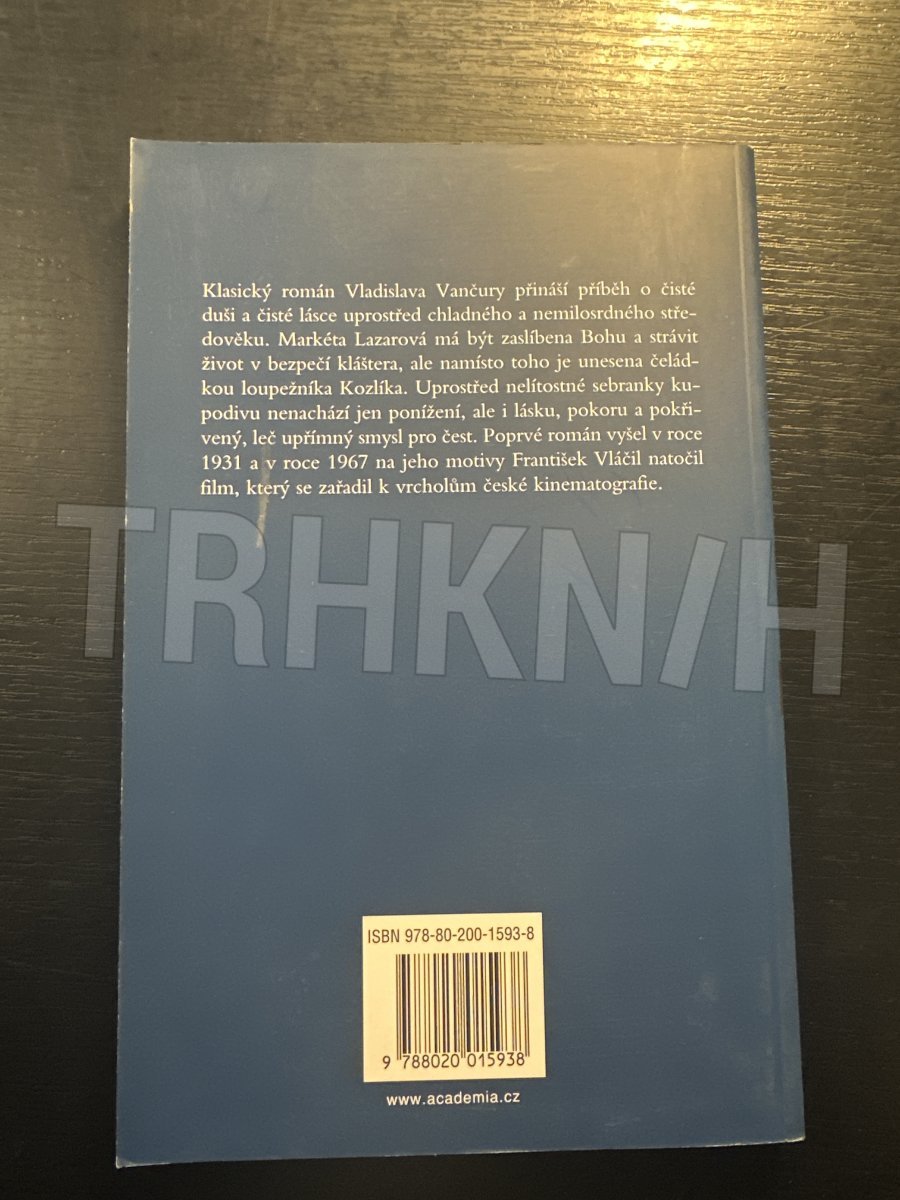 Klasický román Vladislava Vančury přináší příběh o čisté
duši a čisté lásce uprostřed chladného a nemilosrdného stře-
dověku. Markéta Lazarová má být zaslíbena Bohu a strávit
život v bezpečí kláštera, ale namísto toho je unesena čelád-
kou loupežníka Kozlíka. Uprostřed nelítostné sebranky ku-
podivu nenachází jen ponížení, ale i lásku, pokoru a pokři-
vený, leč upřímný smysl pro čest. Poprvé román vyšel v roce
1931 a v roce 1967 na jeho motivy František Vláčil natočil
film, který se zařadil k vrcholům české kinematografie.
TRHKN/H
ISBN 978-80-200-1593-8
9 788020 015938
www.academia.cz